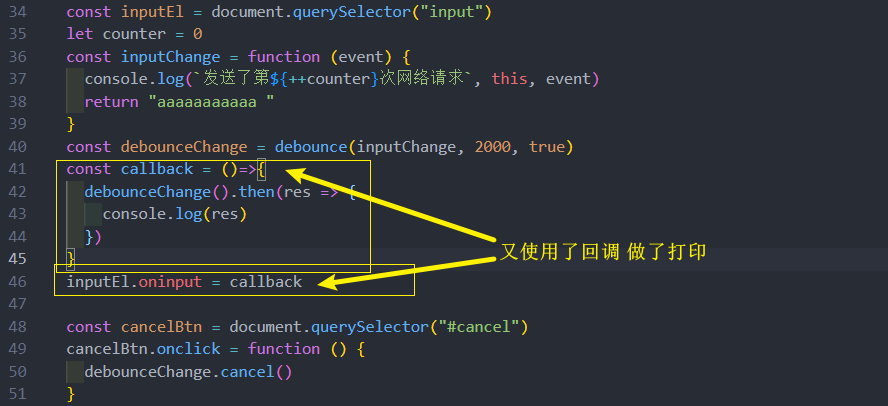 34 const inputEl = document.querySelector("input")
35 let counter = 0
36 const inputChange = function (event) {
37 console.log(`发送了第${++counter}次网络请求`, this, event)
38 return "aaaaaaaaaaa "
39 }
40 const debounceChange = debounce(inputChange, 2000, true)
41 const callback = ()=>{
42 debounceChange().then(res => {
43 console.log(res)
44 })
又使用了回调 做了打印
45 }
46 inputEl.oninput = callback
47
48 const cancelBtn = document.querySelector("#cancel")
49 cancelBtn.onclick = function () {
50 debounceChange.cancel()
51 }